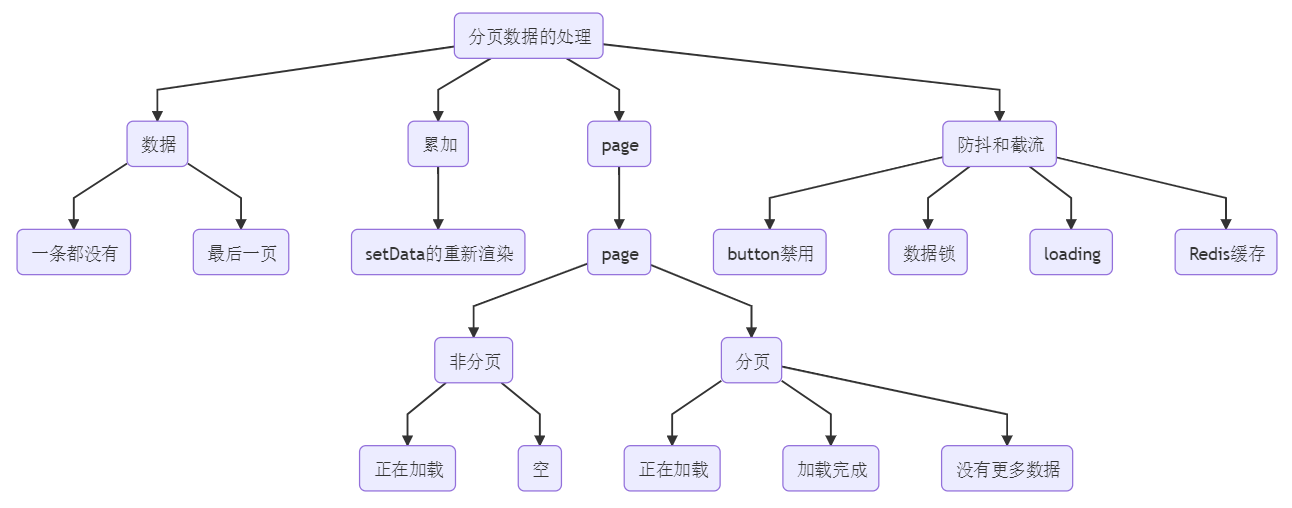 分页数据的处理
数据
累加
page
防抖和截流
一条都没有
最后一页
setData的重新渲染
page
button禁用
数据锁
loading
Redis缓存
非分页
分页
正在加载
空
正在加载
加载完成
没有更多数据